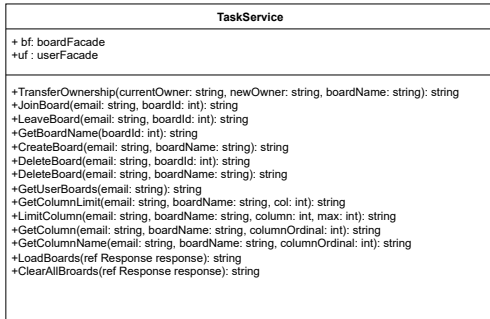 TaskService
+ bf: boardFacade
+uf : userFacade
+TransferOwnership(currentOwner: string, newOwner: string, boardName: string): string
+JoinBoard(email: string, boardId: int): string
+LeaveBoard(email: string, boardId: int): string
+GetBoardName(boardId: int): string
+CreateBoard(email: string, boardName: string): string
+DeleteBoard(email: string, boardId: int): string
+DeleteBoard(email: string, boardName: string): string
+GetUserBoards(email: string): string
+GetColumnLimit(email: string, boardName: string, col: int): string
+LimitColumn(email: string, boardName: string, column: int, max: int): string
+GetColumn(email: string, boardName: string, columnOrdinal: int): string
+GetColumnName(email: string, boardName: string, columnOrdinal: int): string
+LoadBoards(ref Response response): string
+ClearAllBroards(ref Response response): string